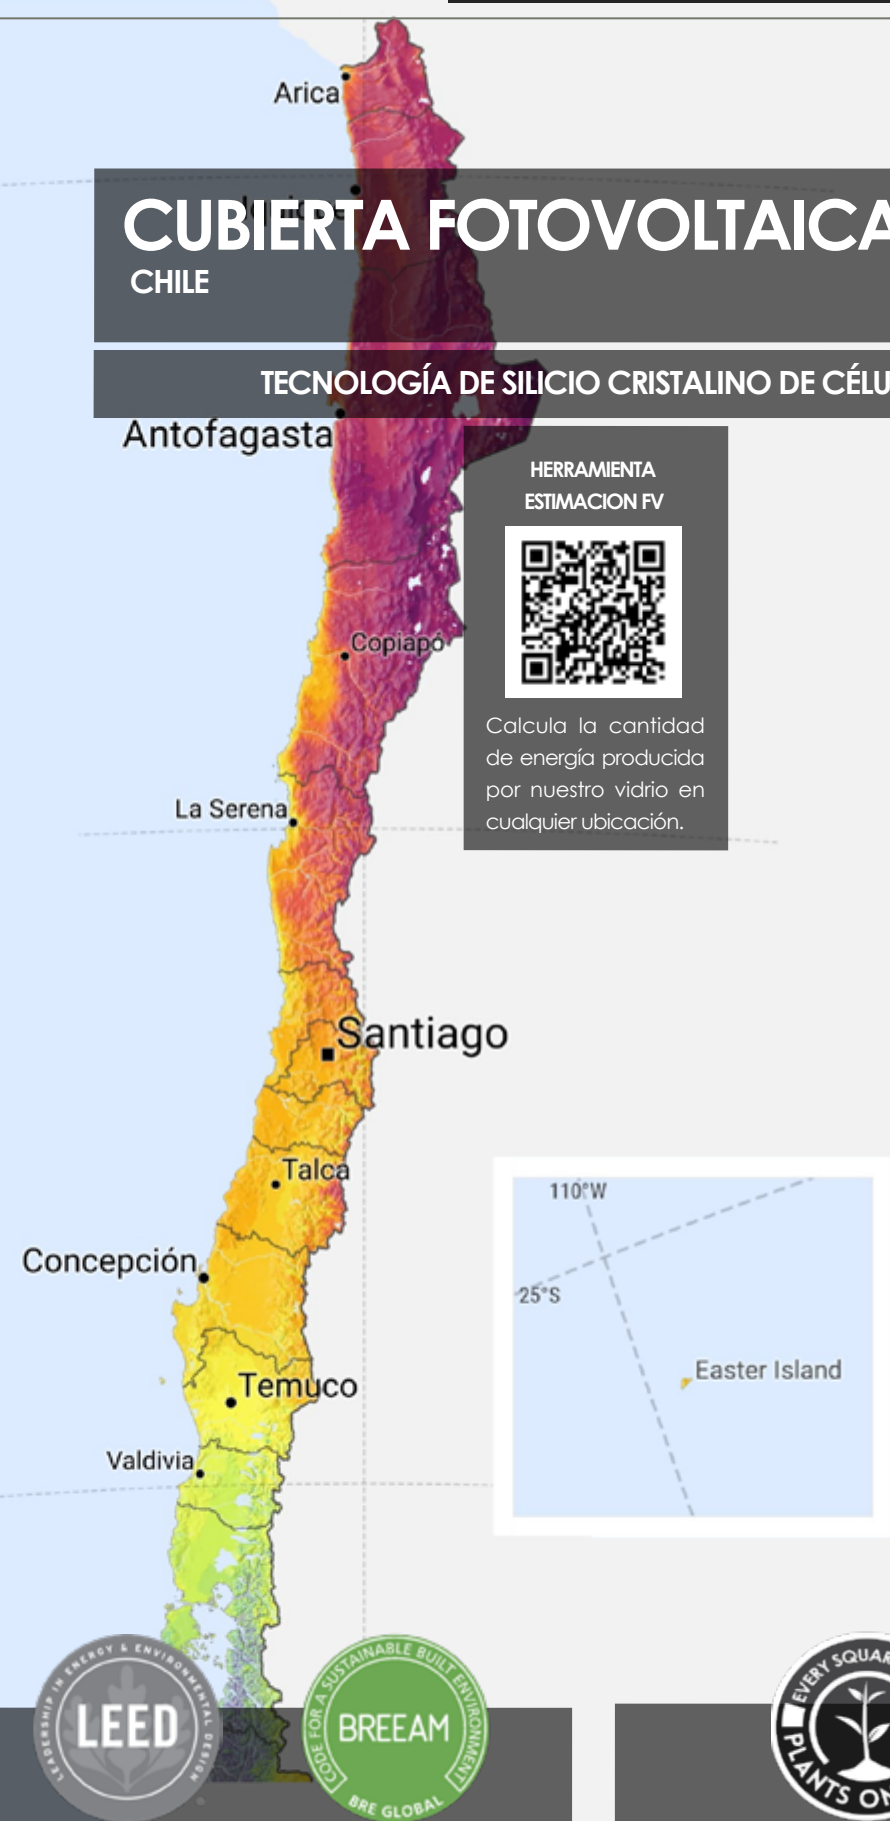 Arica
CUBIERTA FOTOVOLTAICA
CHILE
TECNOLOGÍA DE SILICIO CRISTALINO DE CÉLU
Antofagasta
HERRAMIENTA
ESTIMACION FV
Copiapó
Calcula la cantidad
de energía producida
por nuestro vidrio en
cualquier ubicación.
La Serena
Santiago
Talca
110°W
Concepción
25°S
Easter Island
Temuco
Valdivia
LEADERSHIP IN ENERGY & ENVIRONMENTAL DESIGN
LEED
CODE FOR A SUSTAINABLE BUILT ENVIRONMENT
BREEAM
BRE GLOBAL
EVERY SQUAR
PLANTS ON